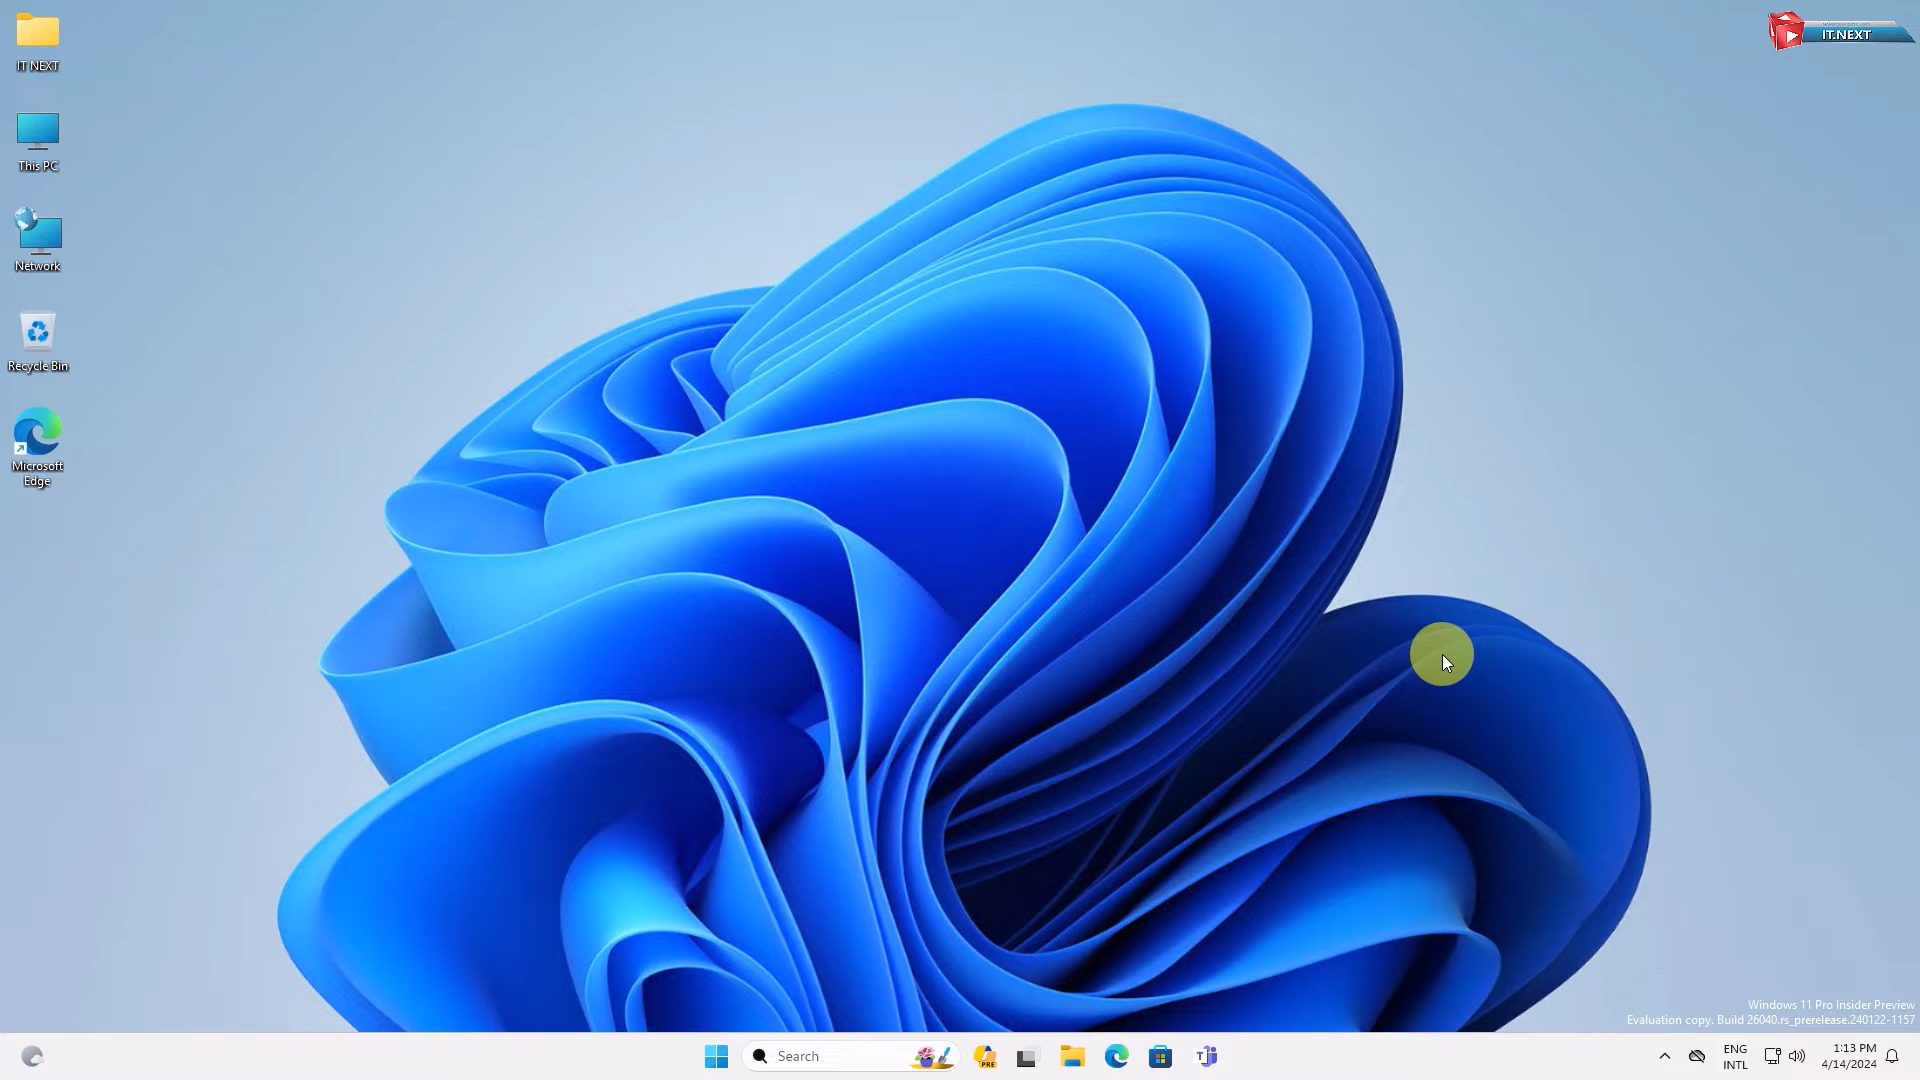 IT NEXT
IT.NEXT
This PC
Network
Recycle Bin
Microsoft
Edge
Windows 11 Pro Insider Preview
Evaluation copy. Build 26040.rs_prerelease.240122-1157
Search
PRE
ENG
INTL
1:13 PM
4/14/2024